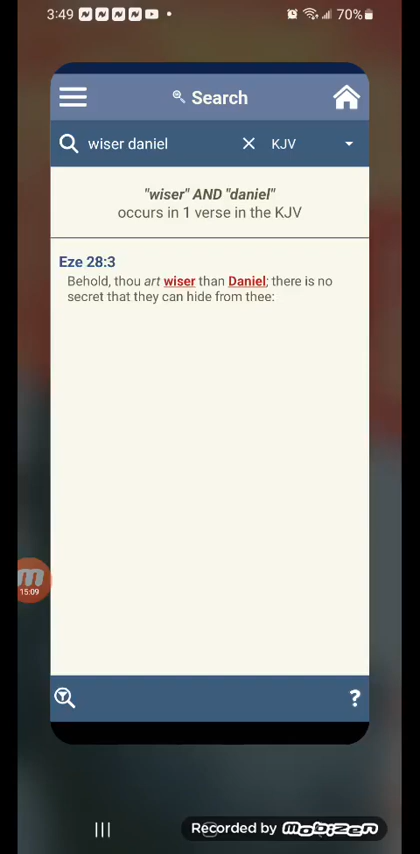 3:49 70%
Search
wiser daniel KJV
"wiser" AND "daniel"
occurs in 1 verse in the KJV
Eze 28:3
Behold, thou art wiser than Daniel; there is no
secret that they can hide from thee:
15:09
?
Recorded by mobizen